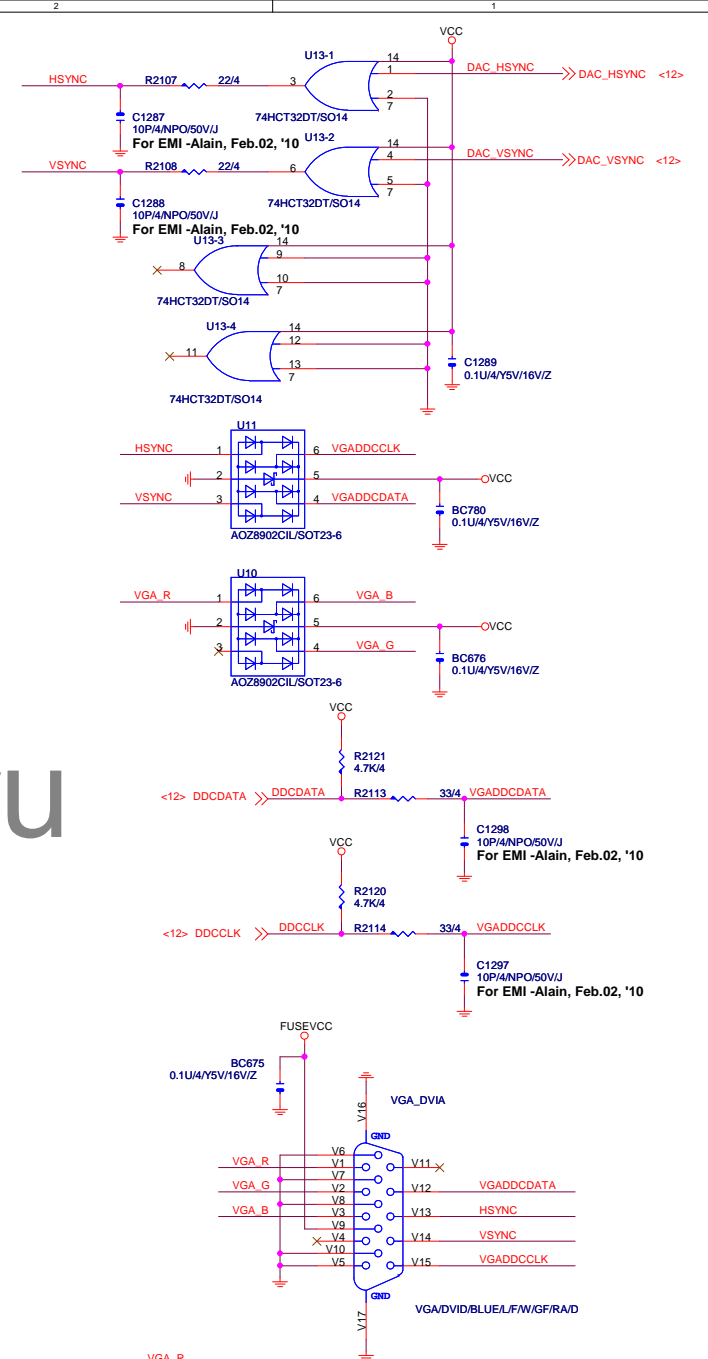 2 1
VCC
U13-1
14
HSYNC R2107 22/4 3 1 DAC_HSYNC DAC_HSYNC <12>
2
7
C1287
10P/4/NPO/50V/J
For EMI -Alain, Feb.02, '10
74HCT32DT/SO14
U13-2
14
VSYNC R2108 22/4 6 4 DAC_VSYNC DAC_VSYNC <12>
5
7
C1288
10P/4/NPO/50V/J
For EMI -Alain, Feb.02, '10
74HCT32DT/SO14
U13-3
14
9
8
10
7
74HCT32DT/SO14
U13-4
14
12
11
13
7
74HCT32DT/SO14
C1289
0.1U/4/Y5V/16V/Z
U11
HSYNC 1 6 VGADDCCLK
2 5 VCC
VSYNC 3 4 VGADDCDATA
AOZ8902CIL/SOT23-6
BC780
0.1U/4/Y5V/16V/Z
U10
VGA_R 1 6 VGA_B
2 5 VCC
3 4 VGA_G
AOZ8902CIL/SOT23-6
BC676
0.1U/4/Y5V/16V/Z
VCC
R2121
4.7K/4
<12> DDCDATA DDCDATA R2113 33/4 VGADDCDATA
C1298
10P/4/NPO/50V/J
For EMI -Alain, Feb.02, '10
VCC
R2120
4.7K/4
<12> DDCCLK DDCCLK R2114 33/4 VGADDCCLK
C1297
10P/4/NPO/50V/J
For EMI -Alain, Feb.02, '10
FUSEVCC
BC675
0.1U/4/Y5V/16V/Z
V16
VGA_DVIA
GND
V6
VGA_R V1 V11
V7
VGA_G V2 V12 VGADDCDATA
V8
VGA_B V3 V13 HSYNC
V9
V4 V14 VSYNC
V10
V5 V15 VGADDCCLK
GND
V17
VGA/DVID/BLUE/L/F/W/GF/RA/D
VGA_R